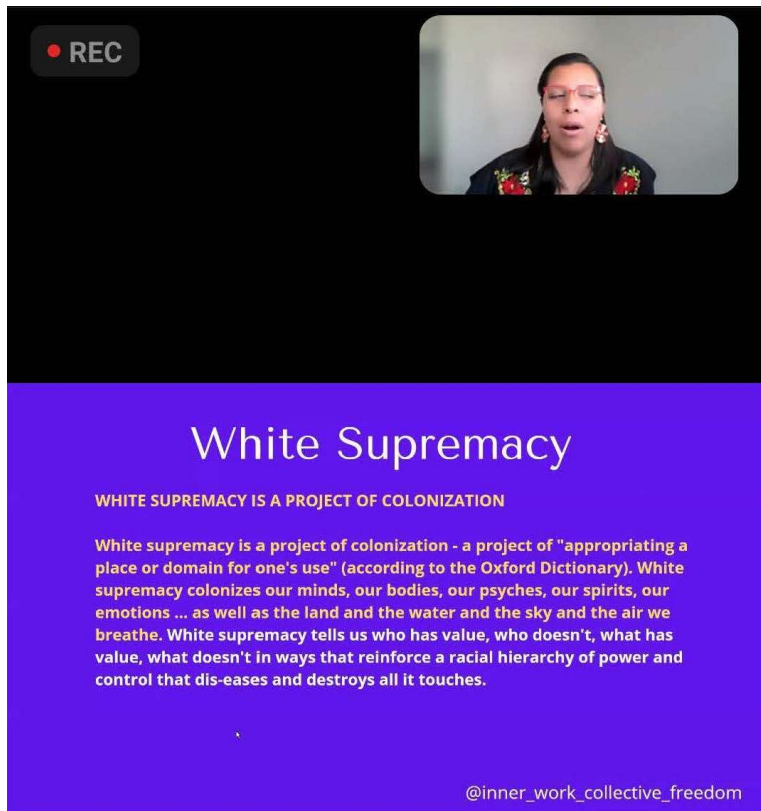 REC
White Supremacy
WHITE SUPREMACY IS A PROJECT OF COLONIZATION
White supremacy is a project of colonization - a project of "appropriating a
place or domain for one's use" (according to the Oxford Dictionary). White
supremacy colonizes our minds, our bodies, our psyches, our spirits, our
emotions ... as well as the land and the water and the sky and the air we
breathe. White supremacy tells us who has value, who doesn't, what has
value, what doesn't in ways that reinforce a racial hierarchy of power and
control that dis-eases and destroys all it touches.
@inner_work_collective_freedom